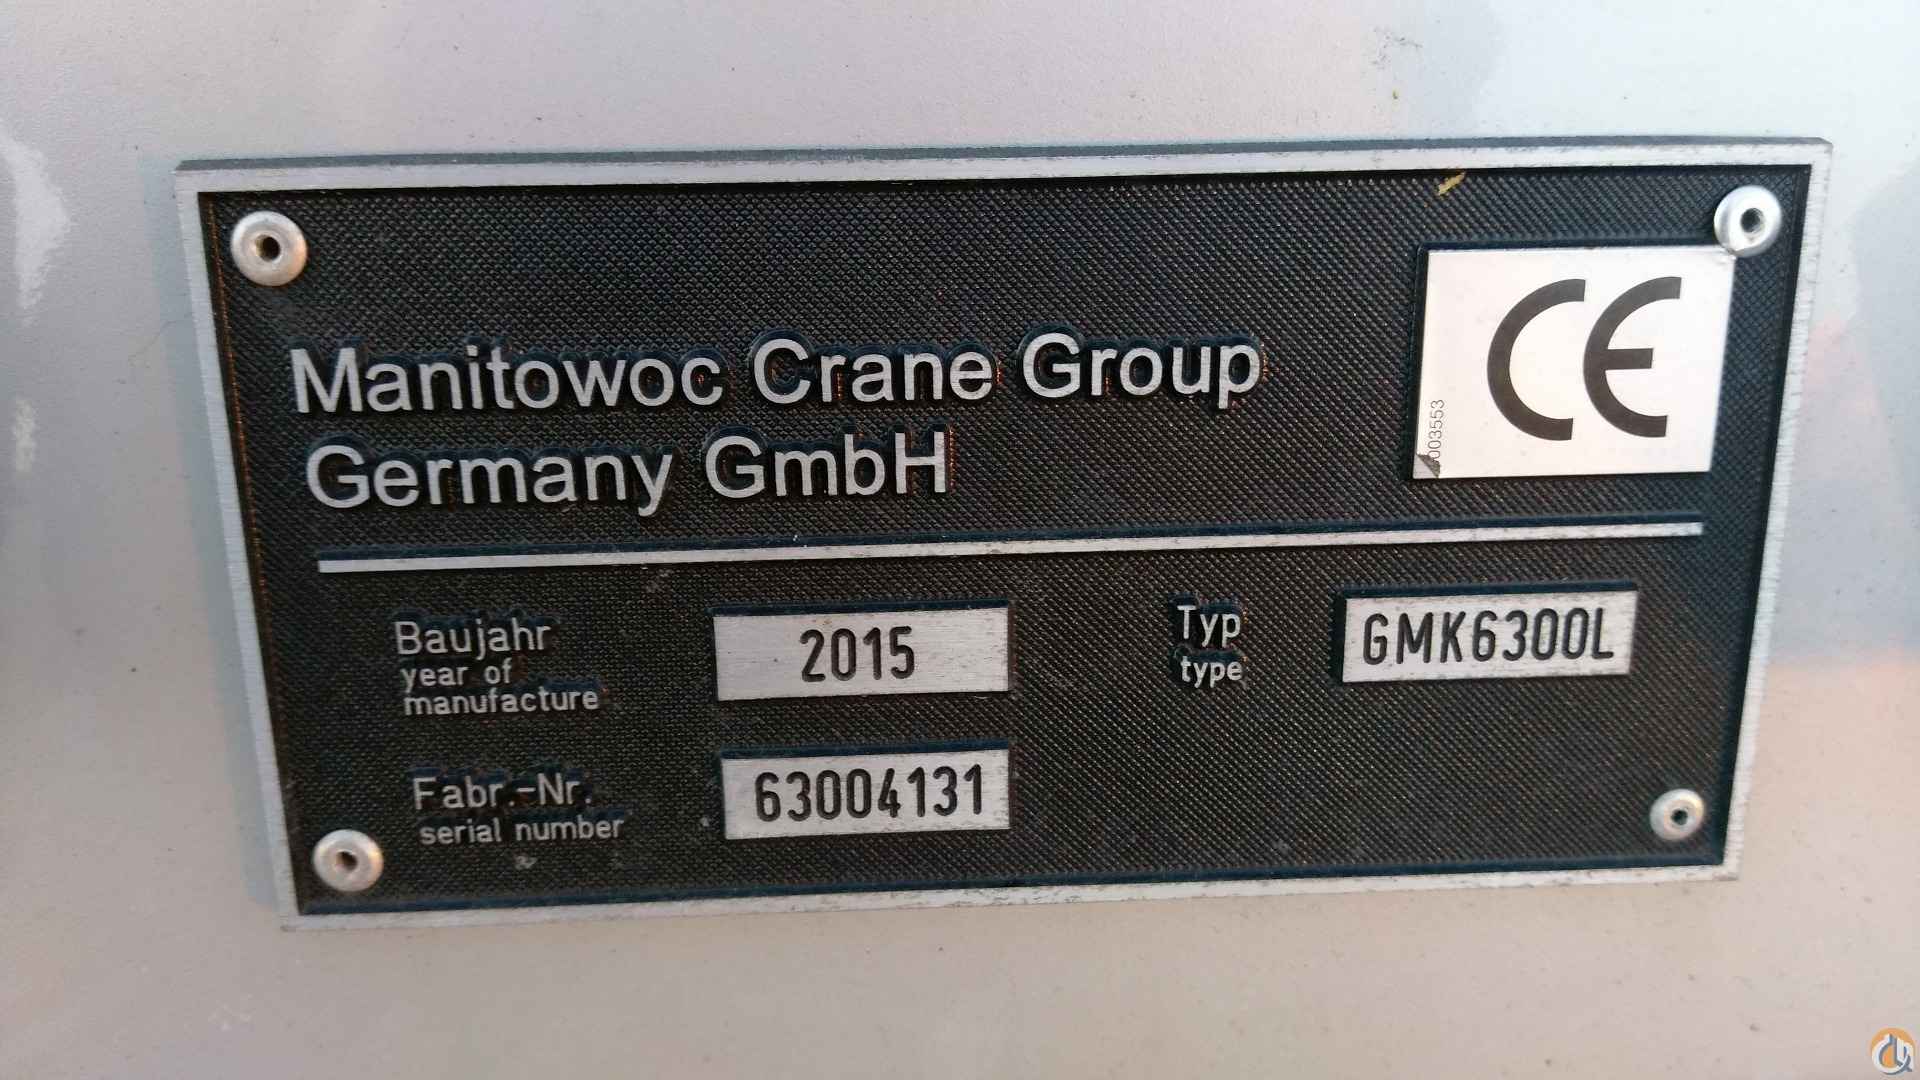 Manitowoc Crane Group
Germany GmbH
CE
003553
Baujahr
year of
manufacture
2015
Typ
type
GMK6300L
Fabr.-Nr.
serial number
63004131